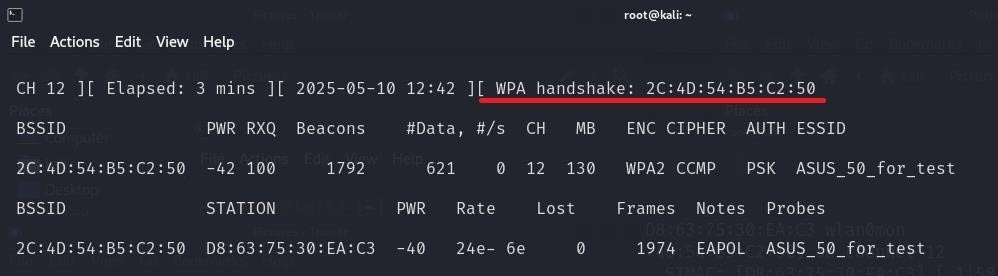 root@kali: ~
File Actions Edit View Help
CH 12 ][ Elapsed: 3 mins ][ 2025-05-10 12:42 ][ WPA handshake: 2C:4D:54:B5:C2:50
BSSID PWR RXQ Beacons #Data, #/s CH MB ENC CIPHER AUTH ESSID
2C:4D:54:B5:C2:50 -42 100 1792 621 0 12 130 WPA2 CCMP PSK ASUS_50_for_test
BSSID STATION PWR Rate Lost Frames Notes Probes
2C:4D:54:B5:C2:50 D8:63:75:30:EA:C3 -40 24e- 6e 0 1974 EAPOL ASUS_50_for_test